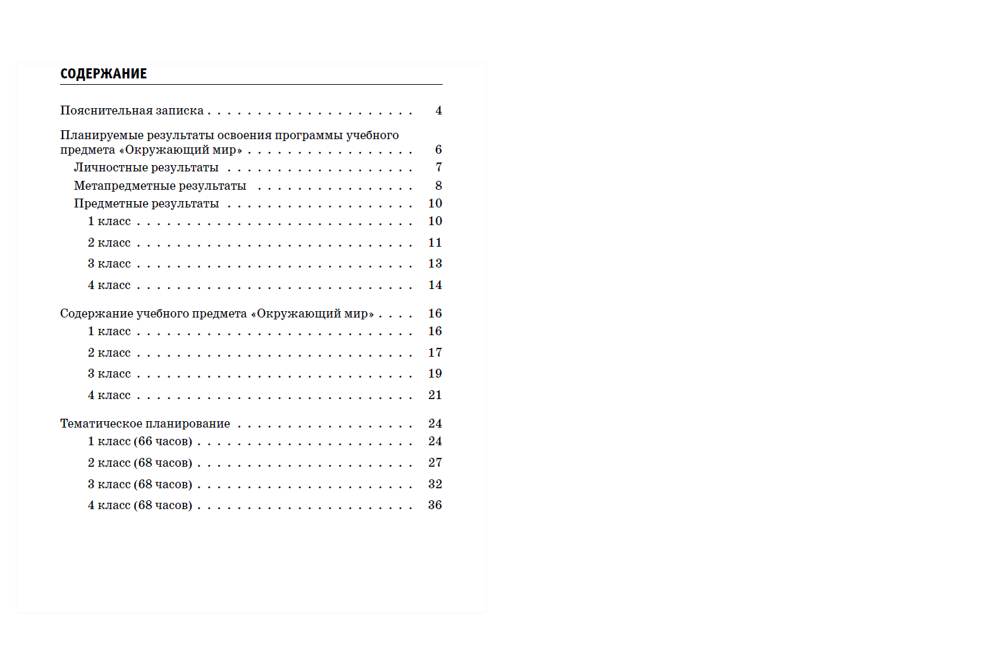 СОДЕРЖАНИЕ
Пояснительная записка . . . . . . . . . . . . . . . . . . . . . 4
Планируемые результаты освоения программы учебного
предмета «Окружающий мир» . . . . . . . . . . . . . . . . . 6
Личностные результаты . . . . . . . . . . . . . . . . . . . 7
Метапредметные результаты . . . . . . . . . . . . . . . . 8
Предметные результаты . . . . . . . . . . . . . . . . . . . 10
1 класс . . . . . . . . . . . . . . . . . . . . . . . . . . . . 10
2 класс . . . . . . . . . . . . . . . . . . . . . . . . . . . . 11
3 класс . . . . . . . . . . . . . . . . . . . . . . . . . . . . 13
4 класс . . . . . . . . . . . . . . . . . . . . . . . . . . . . 14
Содержание учебного предмета «Окружающий мир» . . . . 16
1 класс . . . . . . . . . . . . . . . . . . . . . . . . . . . . 16
2 класс . . . . . . . . . . . . . . . . . . . . . . . . . . . . 17
3 класс . . . . . . . . . . . . . . . . . . . . . . . . . . . . 19
4 класс . . . . . . . . . . . . . . . . . . . . . . . . . . . . 21
Тематическое планирование . . . . . . . . . . . . . . . . . . 24
1 класс (66 часов) . . . . . . . . . . . . . . . . . . . . . . 24
2 класс (68 часов) . . . . . . . . . . . . . . . . . . . . . . 27
3 класс (68 часов) . . . . . . . . . . . . . . . . . . . . . . 32
4 класс (68 часов) . . . . . . . . . . . . . . . . . . . . . . 36